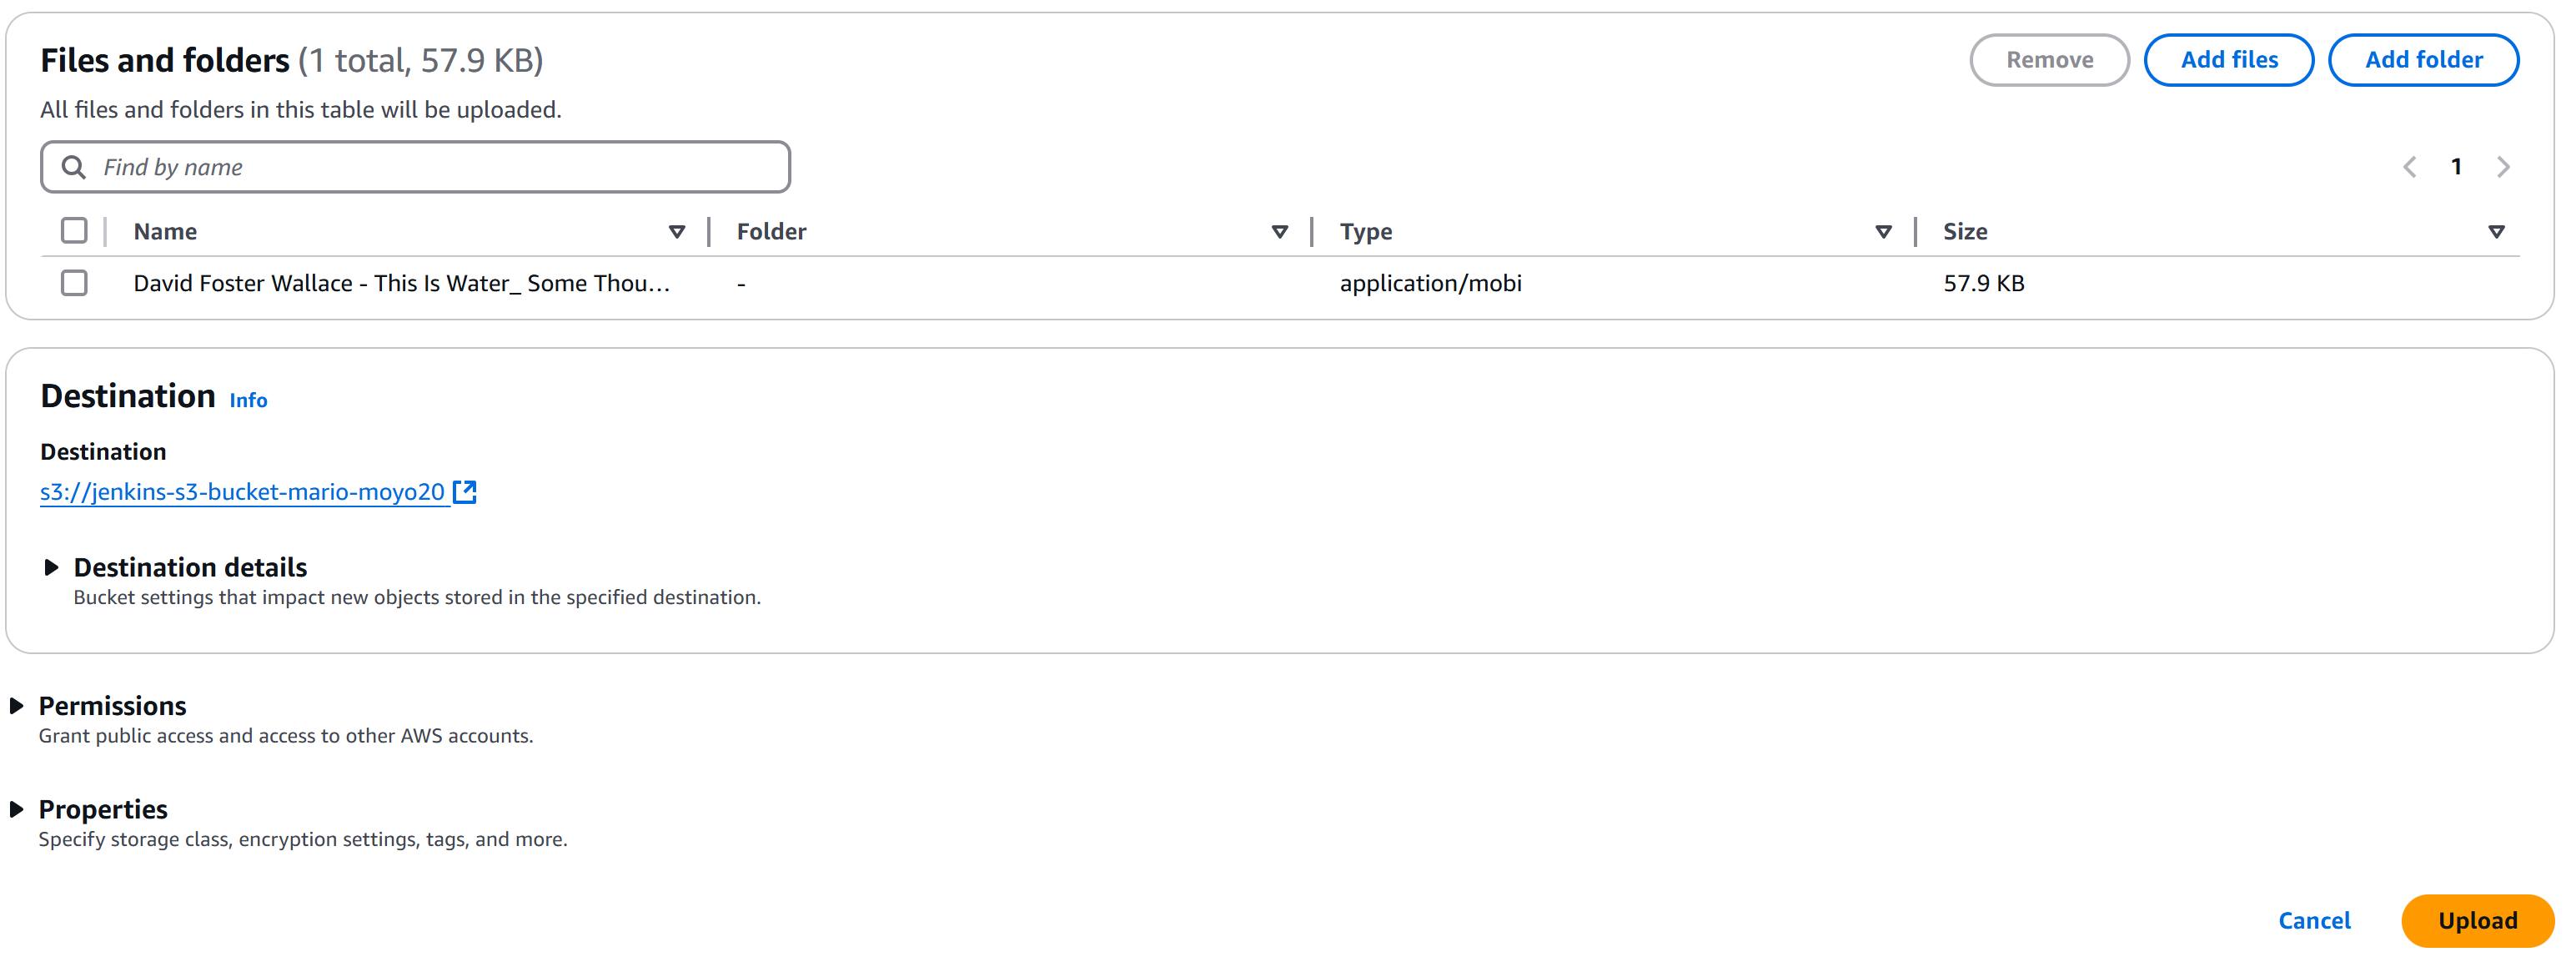 Files and folders (1 total, 57.9 KB)
Remove
Add files
Add folder
All files and folders in this table will be uploaded.
Find by name
1
Name Folder Type Size
David Foster Wallace - This Is Water_ Some Thou... - application/mobi 57.9 KB
Destination Info
Destination
s3://jenkins-s3-bucket-mario-moyo20
Destination details
Bucket settings that impact new objects stored in the specified destination.
Permissions
Grant public access and access to other AWS accounts.
Properties
Specify storage class, encryption settings, tags, and more.
Cancel
Upload